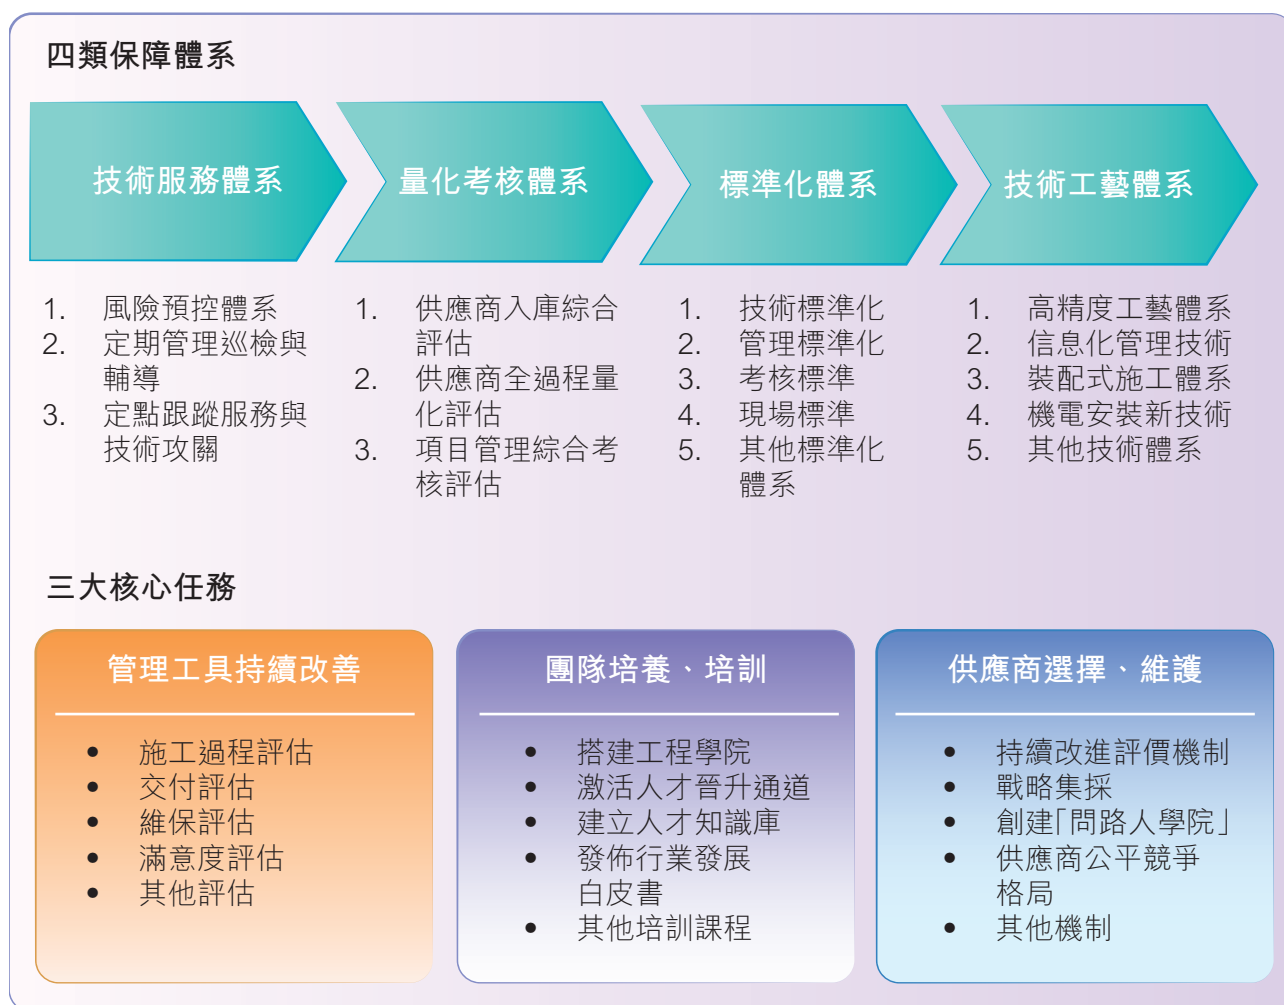 四類保障體系
技術服務體系
量化考核體系
標準化體系
技術工藝體系
1. 風險預控體系
2. 定期管理巡檢與
輔導
3. 定點跟蹤服務與
技術攻關
1. 供應商入庫綜合
評估
2. 供應商全過程量
化評估
3. 項目管理綜合考
核評估
1. 技術標準化
2. 管理標準化
3. 考核標準
4. 現場標準
5. 其他標準化
體系
1. 高精度工藝體系
2. 信息化管理技術
3. 裝配式施工體系
4. 機電安裝新技術
5. 其他技術體系
三大核心任務
管理工具持續改善
• 施工過程評估
• 交付評估
• 維保評估
• 滿意度評估
• 其他評估
團隊培養、培訓
• 搭建工程學院
• 激活人才晉升通道
• 建立人才知識庫
• 發佈行業發展
白皮書
• 其他培訓課程
供應商選擇、維護
• 持續改進評價機制
• 戰略集採
• 創建「問路人學院」
• 供應商公平競爭
格局
• 其他機制